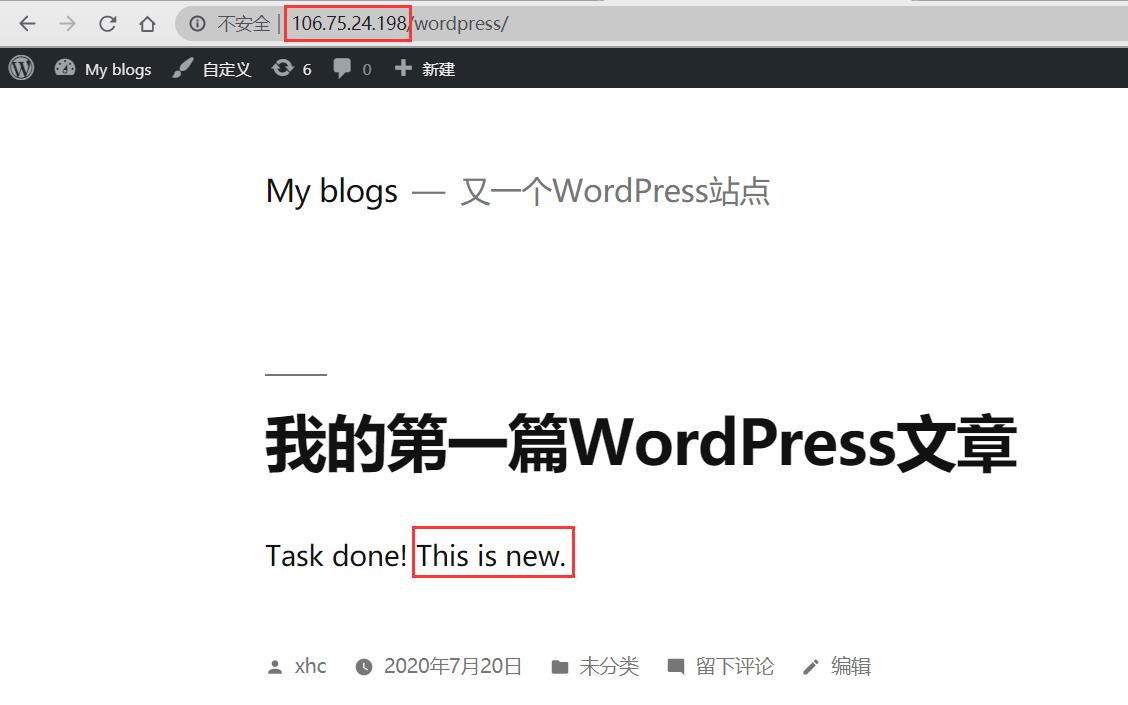 不安全 | 106.75.24.198/wordpress/
My blogs 自定义 6 0 新建
My blogs — 又一个WordPress站点
我的第一篇WordPress文章
Task done! This is new.
xhc 2020年7月20日 未分类 留下评论 编辑